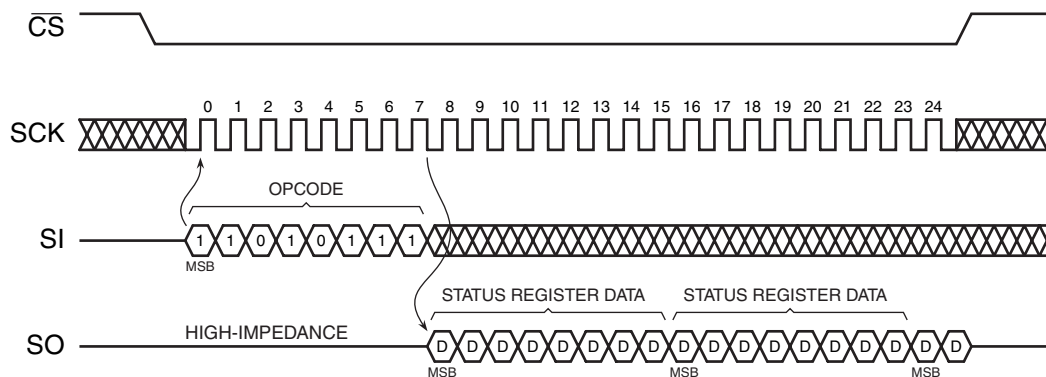 CS
0 1 2 3 4 5 6 7 8 9 10 11 12 13 14 15 16 17 18 19 20 21 22 23 24
SCK
OPCODE
SI 1 1 0 1 0 1 1 1
MSB
STATUS REGISTER DATA STATUS REGISTER DATA
HIGH-IMPEDANCE
SO D D D D D D D D D D D D D D D D D D
MSB MSB MSB